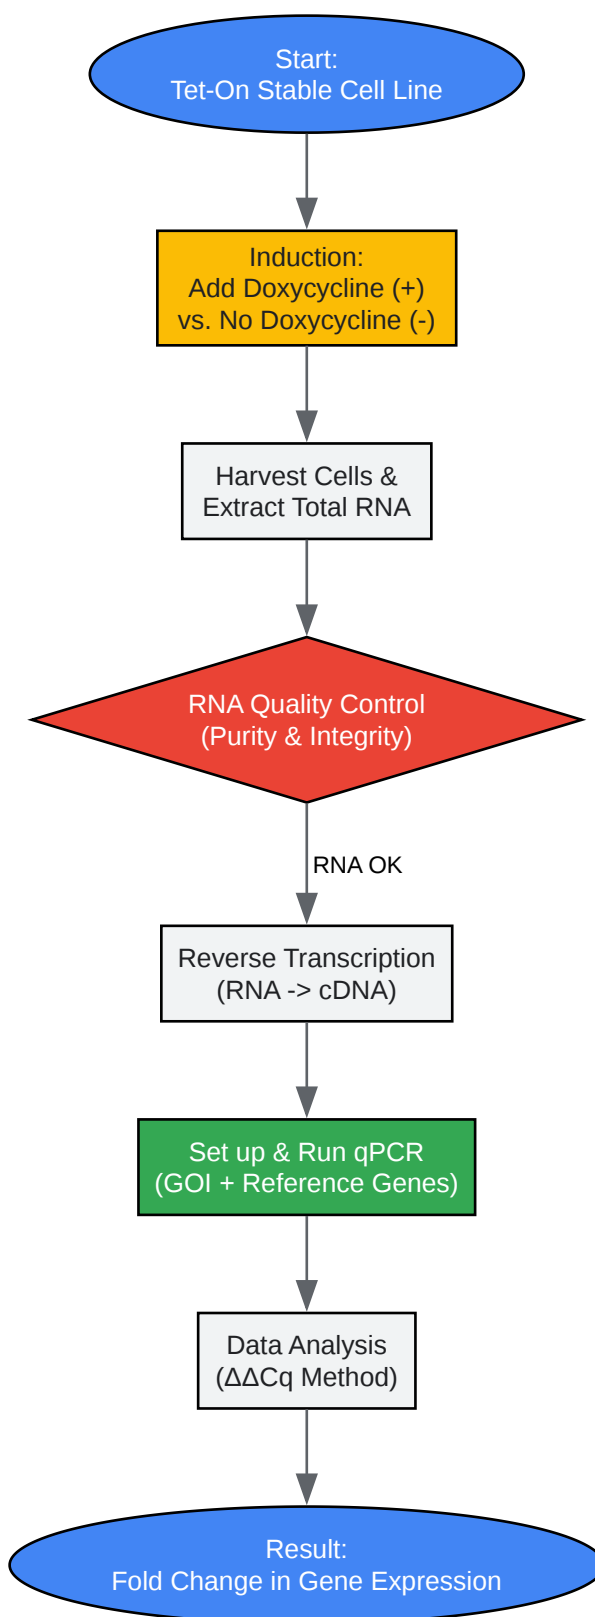 Start:
Tet-On Stable Cell Line
Induction:
Add Doxycycline (+)
vs. No Doxycycline (-)
Harvest Cells &
Extract Total RNA
RNA Quality Control
(Purity & Integrity)
RNA OK
Reverse Transcription
(RNA -> cDNA)
Set up & Run qPCR
(GOI + Reference Genes)
Data Analysis
(ΔΔCq Method)
Result:
Fold Change in Gene Expression